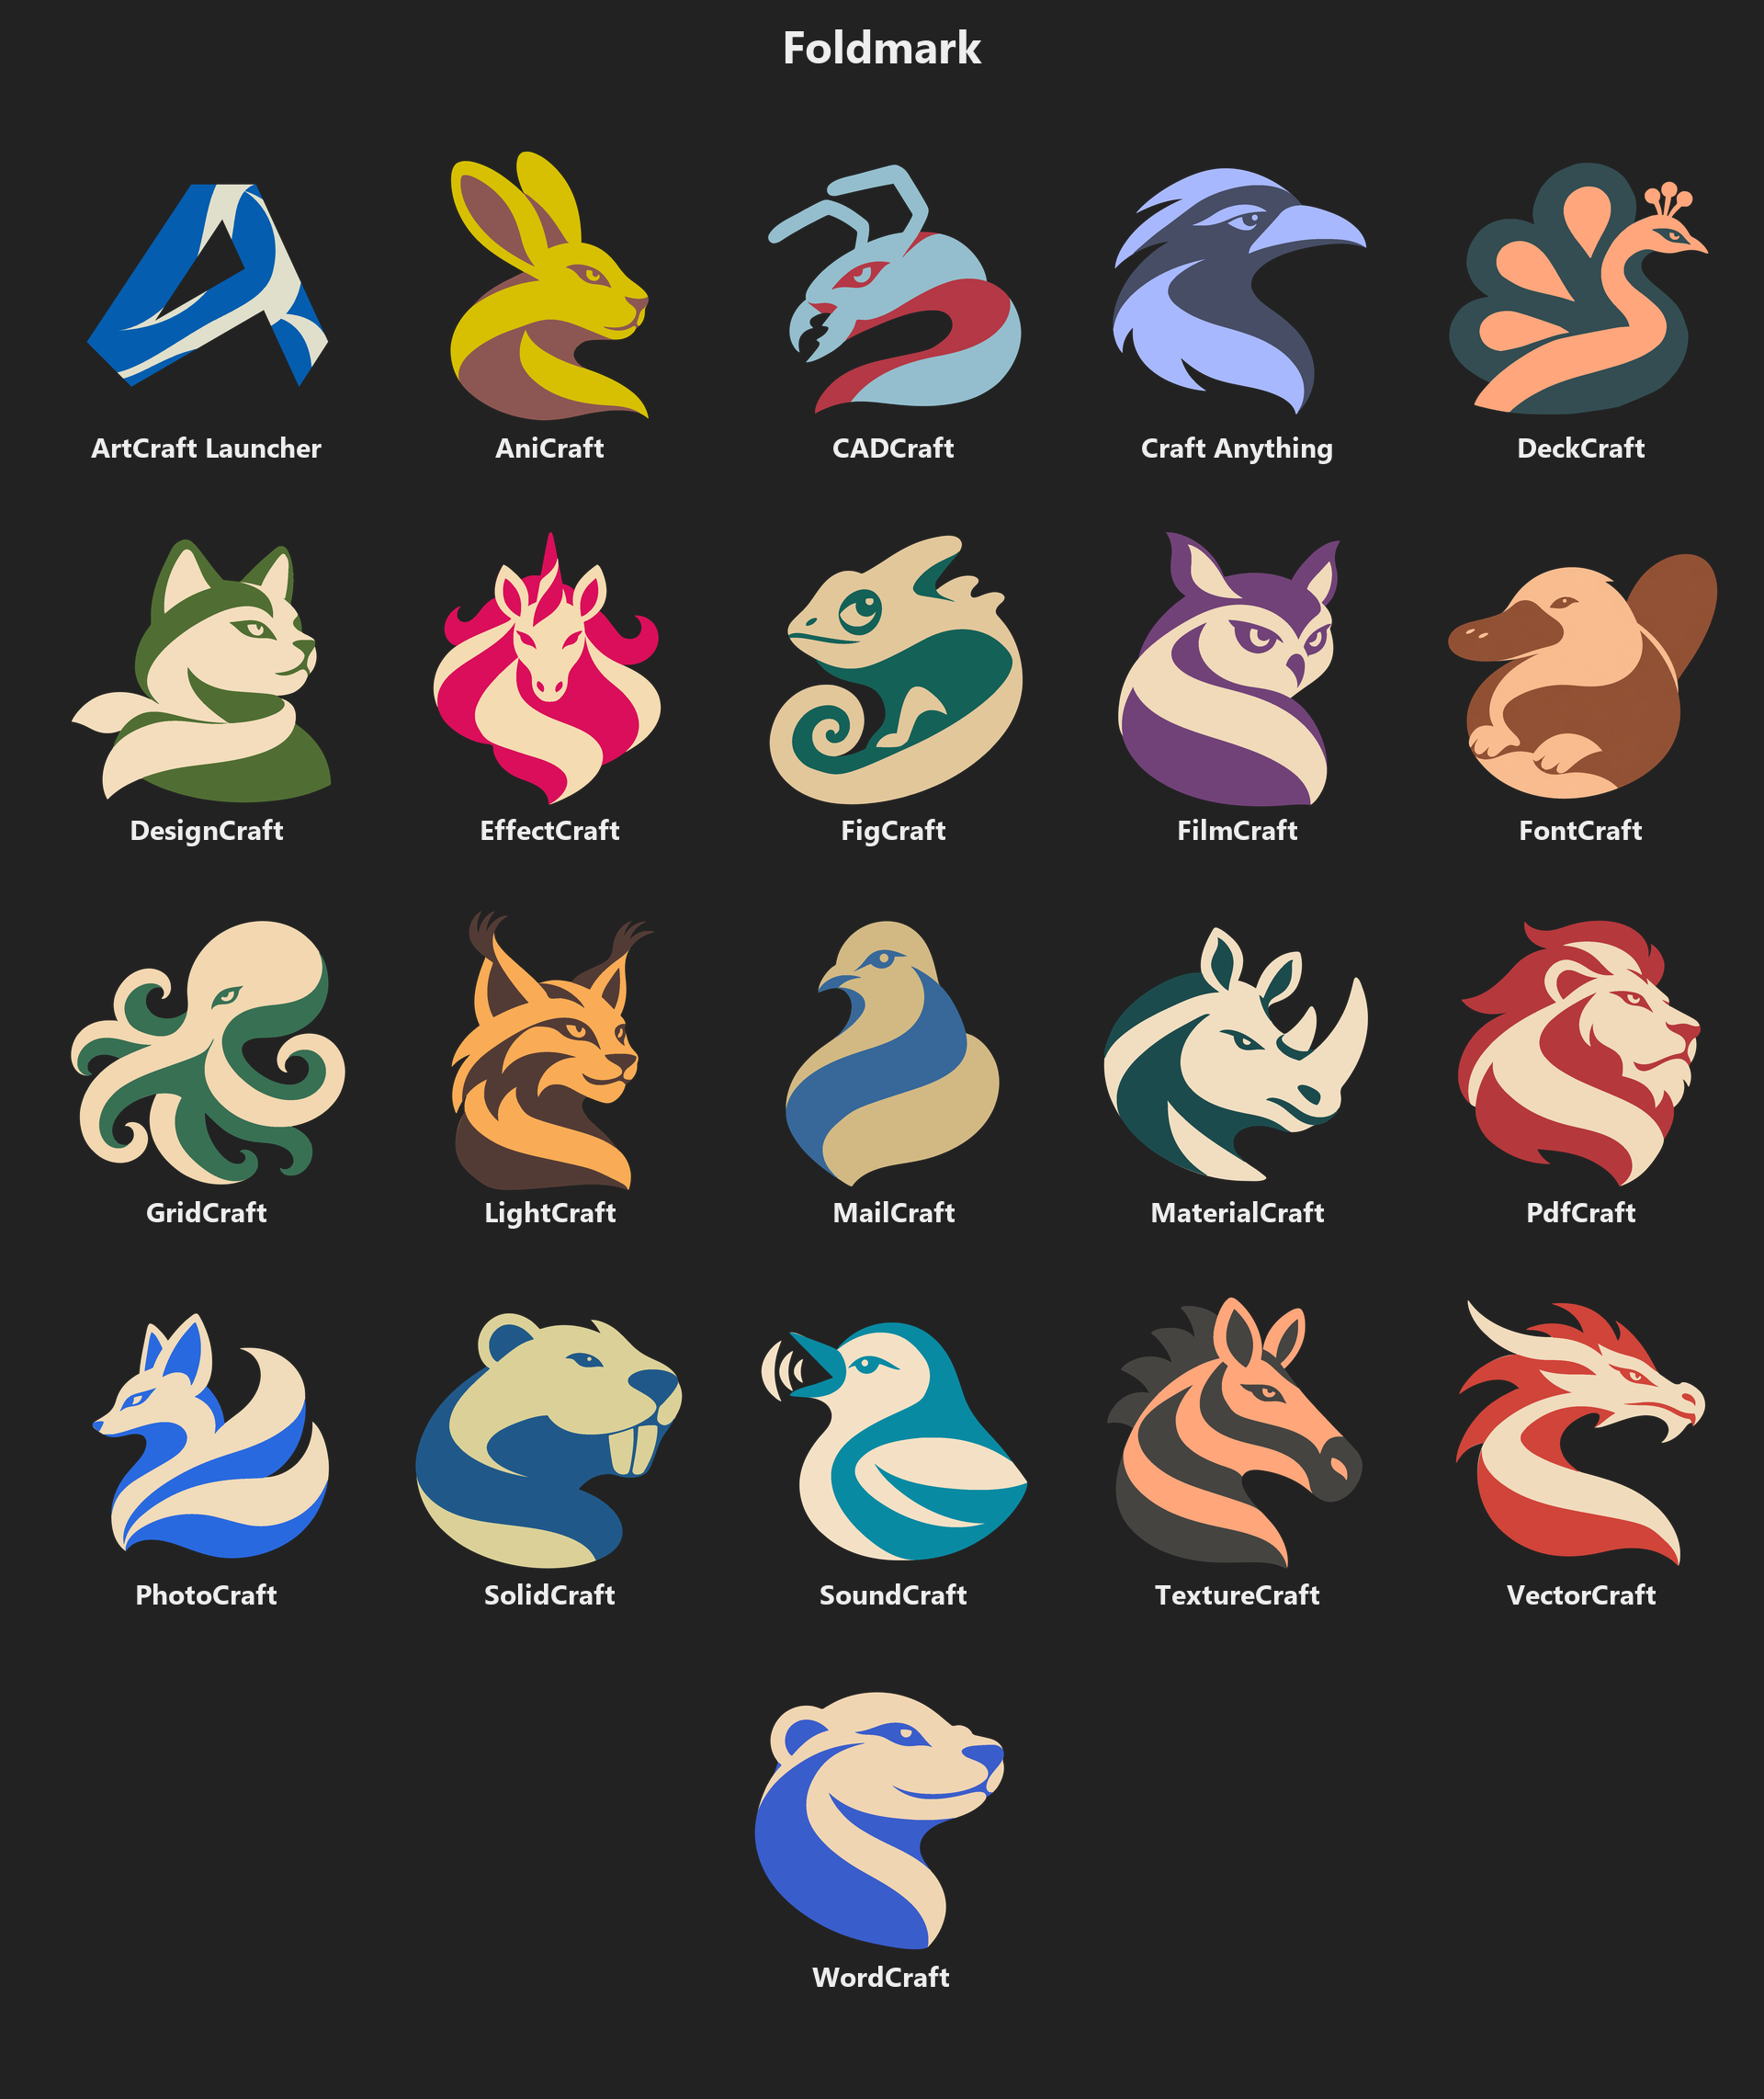 Foldmark
ArtCraft Launcher
AniCraft
CADCraft
Craft Anything
DeckCraft
DesignCraft
EffectCraft
FigCraft
FilmCraft
FontCraft
GridCraft
LightCraft
MailCraft
MaterialCraft
PdfCraft
PhotoCraft
SolidCraft
SoundCraft
TextureCraft
VectorCraft
WordCraft